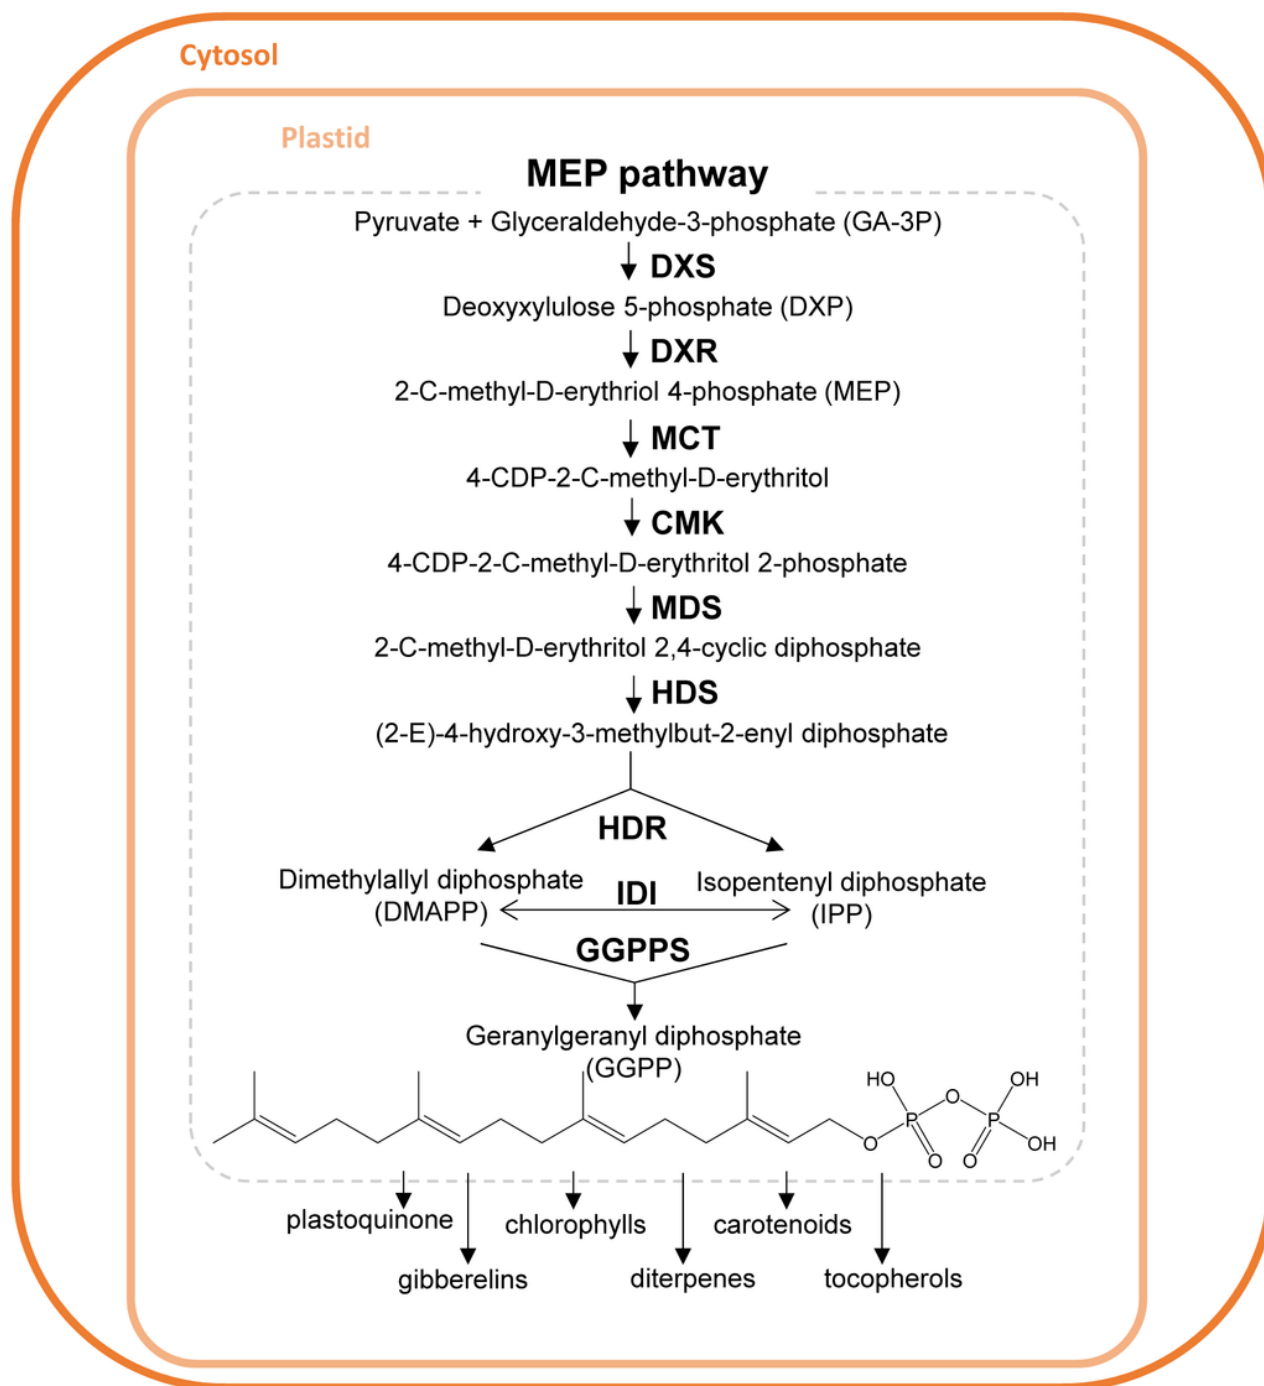 Cytosol
Plastid
MEP pathway
Pyruvate + Glyceraldehyde-3-phosphate (GA-3P)
DXS
Deoxyxylulose 5-phosphate (DXP)
DXR
2-C-methyl-D-erythriol 4-phosphate (MEP)
MCT
4-CDP-2-C-methyl-D-erythritol
CMK
4-CDP-2-C-methyl-D-erythritol 2-phosphate
MDS
2-C-methyl-D-erythritol 2,4-cyclic diphosphate
HDS
(2-E)-4-hydroxy-3-methylbut-2-enyl diphosphate
HDR
Dimethylallyl diphosphate
(DMAPP)
IDI
Isopentenyl diphosphate
(IPP)
GGPPS
Geranylgeranyl diphosphate
(GGPP)
HO
O
OH
P
P
O
O
O
OH
plastoquinone
chlorophylls
carotenoids
gibberelins
diterpenes
tocopherols